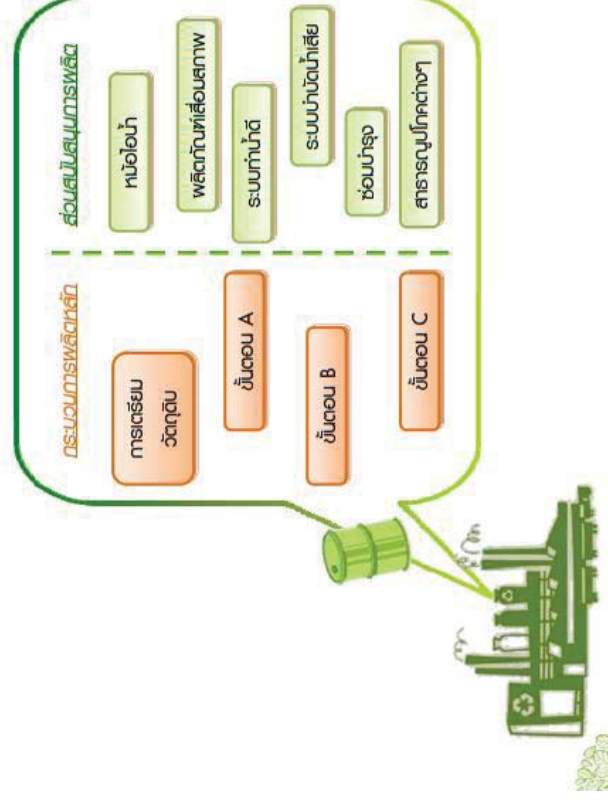 กระบวนการผลิตหลัก
การเตรียม
วัตถุดิบ
ขั้นตอน A
ขั้นตอน B
ขั้นตอน C
ส่วนสนับสนุนการผลิต
หม้อไอน้ำ
ผลิตภัณฑ์เสื่อมสภาพ
ระบบทำน้ำดี
ระบบบำบัดน้ำเสีย
ซ่อมบำรุง
สาธารณูปโภคต่างๆ